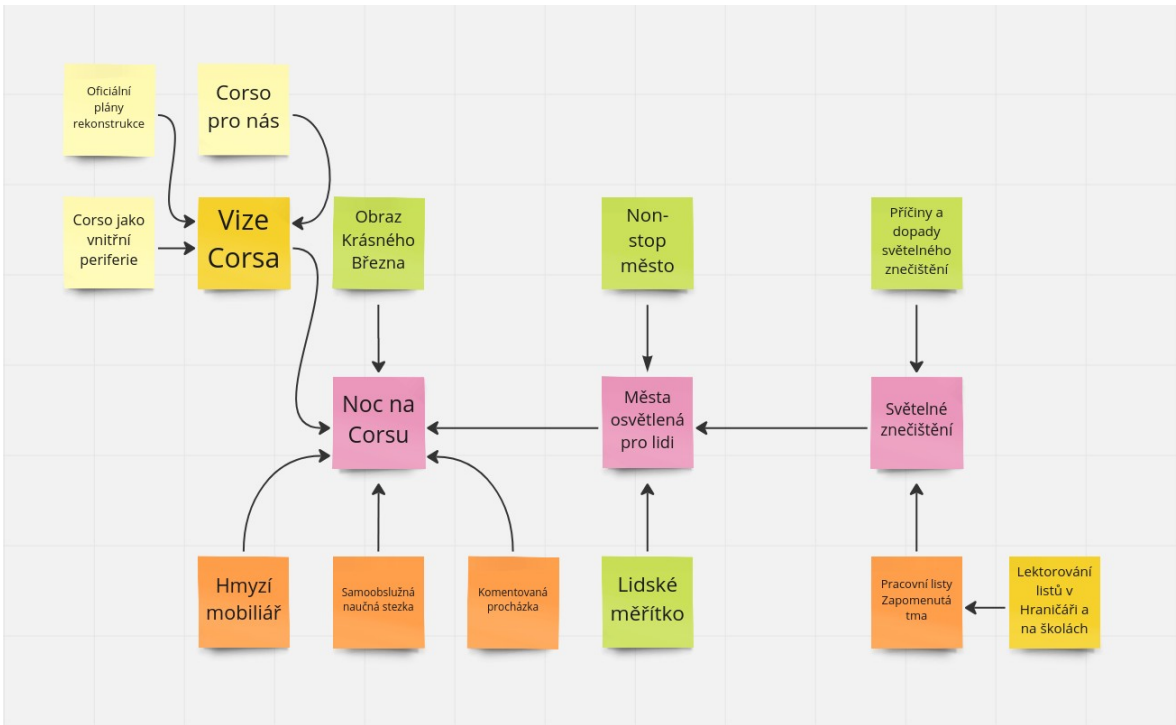 Oficiální
plány
rekonstrukce
Corso
pro nás
Corso jako
vnitřní
periferie
Vize
Corsa
Obraz
Krásného
Března
Non-
stop
město
Příčiny a
dopady
světelného
znečištění
Noc na
Corsu
Města
osvětlená
pro lidi
Světelné
znečištění
Hmyzí
mobiliář
Samoobslužná
naučná stezka
Komentovaná
procházka
Lidské
měřítko
Pracovní listy
Zapomenutá
tma
Lektorování
listů v
Hraničáři a
na školách